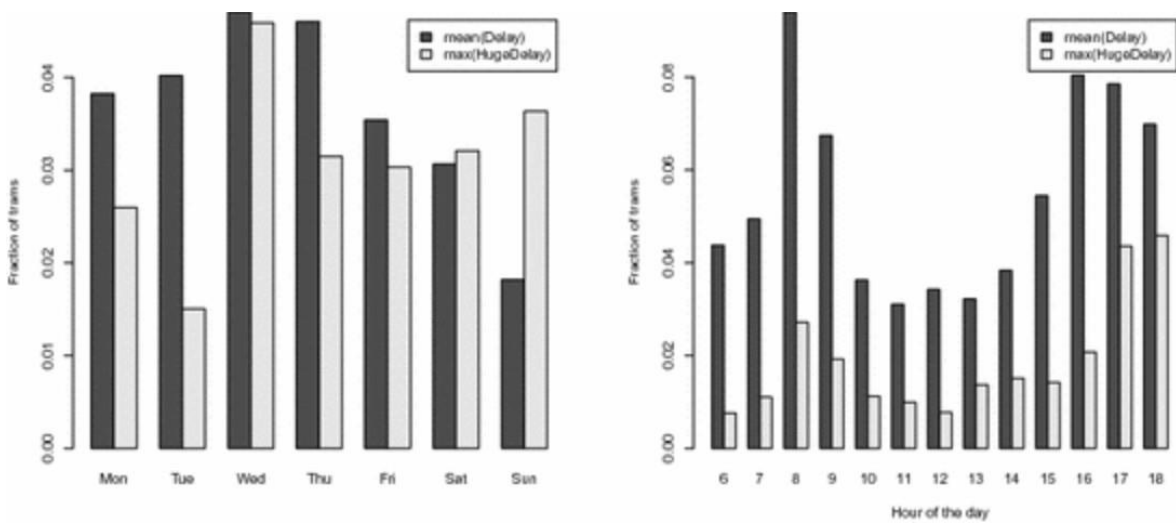 mean(Delay)
max(HugeDelay)
Fraction of trams
0.00
0.01
0.02
0.03
0.04
Mon Tue Wed Thu Fri Sat Sun
mean(Delay)
max(HugeDelay)
Fraction of trams
0.00
0.02
0.04
0.06
0.08
6 7 8 9 10 11 12 13 14 15 16 17 18
Hour of the day